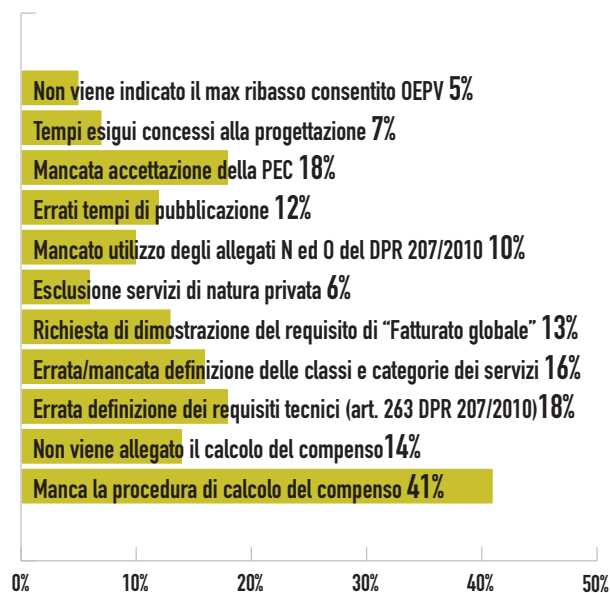 Non viene indicato il max ribasso consentito OEPV 5%
Tempi esigui concessi alla progettazione 7%
Mancata accettazione della PEC 18%
Errati tempi di pubblicazione 12%
Mancato utilizzo degli allegati N ed O del DPR 207/2010 10%
Esclusione servizi di natura privata 6%
Richiesta di dimostrazione del requisito di “Fatturato globale” 13%
Errata/mancata definizione delle classi e categorie dei servizi 16%
Errata definizione dei requisiti tecnici (art. 263 DPR 207/2010)18%
Non viene allegato il calcolo del compenso14%
Manca la procedura di calcolo del compenso 41%
0% 10% 20% 30% 40% 50%